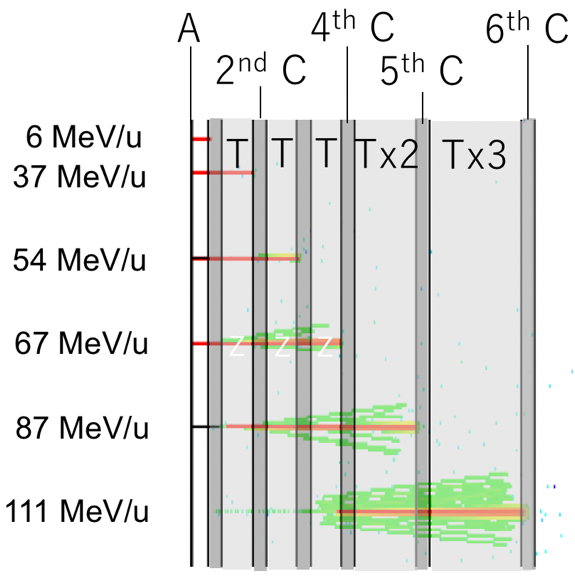 A
4th C
6th C
2nd C
5th C
6 MeV/u
T T T Tx2 Tx3
37 MeV/u
54 MeV/u
67 MeV/u
Z Z Z
87 MeV/u
111 MeV/u